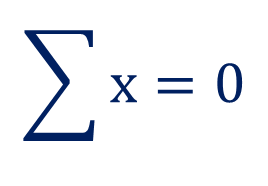 ∑ x = 0